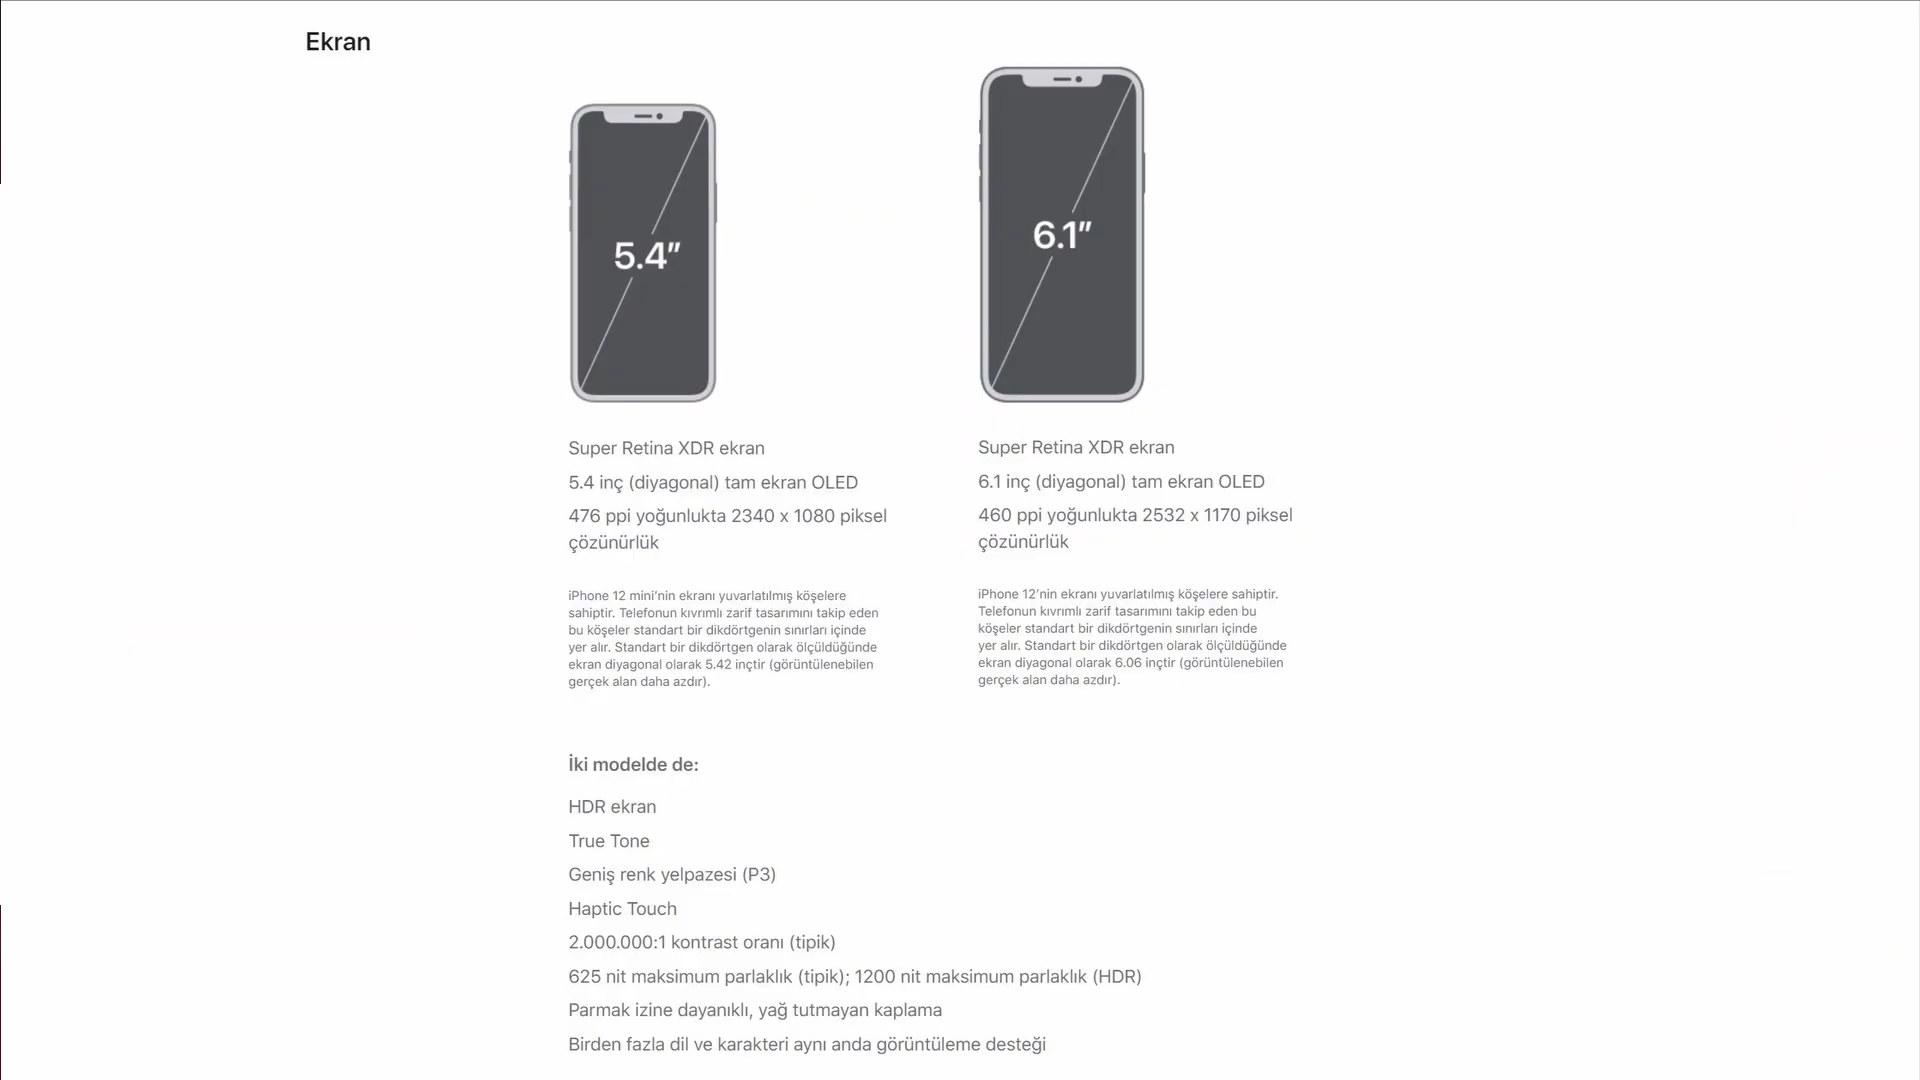 Ekran
5.4″
6.1″
Super Retina XDR ekran
5.4 inç (diyagonal) tam ekran OLED
476 ppi yoğunlukta 2340 x 1080 piksel
çözünürlük
iPhone 12 mini’nin ekranı yuvarlatılmış köşelere
sahiptir. Telefonun kıvrımlı zarif tasarımını takip eden
bu köşeler standart bir dikdörtgenin sınırları içinde
yer alır. Standart bir dikdörtgen olarak ölçüldüğünde
ekran diyagonal olarak 5.42 inçtir (görüntülenebilen
gerçek alan daha azdır).
Super Retina XDR ekran
6.1 inç (diyagonal) tam ekran OLED
460 ppi yoğunlukta 2532 x 1170 piksel
çözünürlük
iPhone 12’nin ekranı yuvarlatılmış köşelere sahiptir.
Telefonun kıvrımlı zarif tasarımını takip eden bu
köşeler standart bir dikdörtgenin sınırları içinde
yer alır. Standart bir dikdörtgen olarak ölçüldüğünde
ekran diyagonal olarak 6.06 inçtir (görüntülenebilen
gerçek alan daha azdır).
İki modelde de:
HDR ekran
True Tone
Geniş renk yelpazesi (P3)
Haptic Touch
2.000.000:1 kontrast oranı (tipik)
625 nit maksimum parlaklık (tipik); 1200 nit maksimum parlaklık (HDR)
Parmak izine dayanıklı, yağ tutmayan kaplama
Birden fazla dil ve karakteri aynı anda görüntüleme desteği